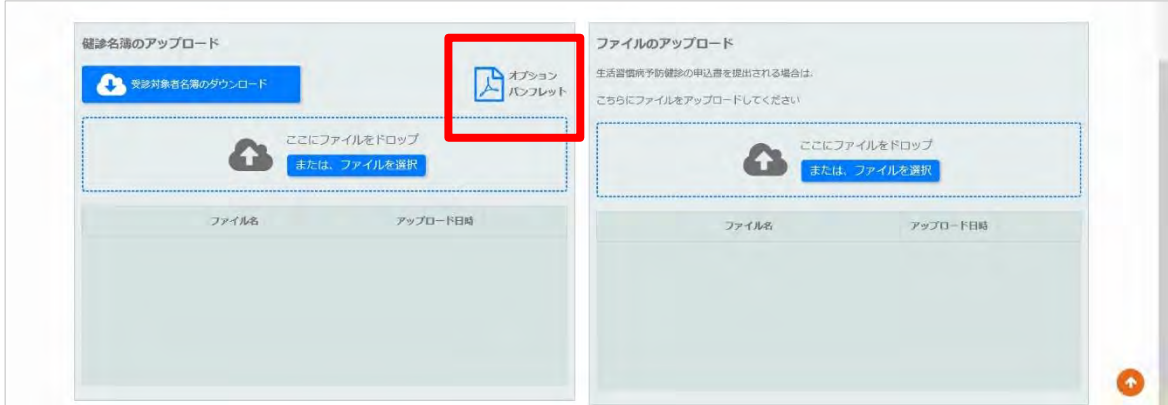 健診名簿のアップロード
受診対象者名簿のダウンロード
オプション
パンフレット
ここにファイルをドロップ
または、ファイルを選択
ファイル名
アップロード日時
ファイルのアップロード
生活習慣病予防健診の申込書を提出される場合は、
こちらにファイルをアップロードしてください
ここにファイルをドロップ
または、ファイルを選択
ファイル名
アップロード日時